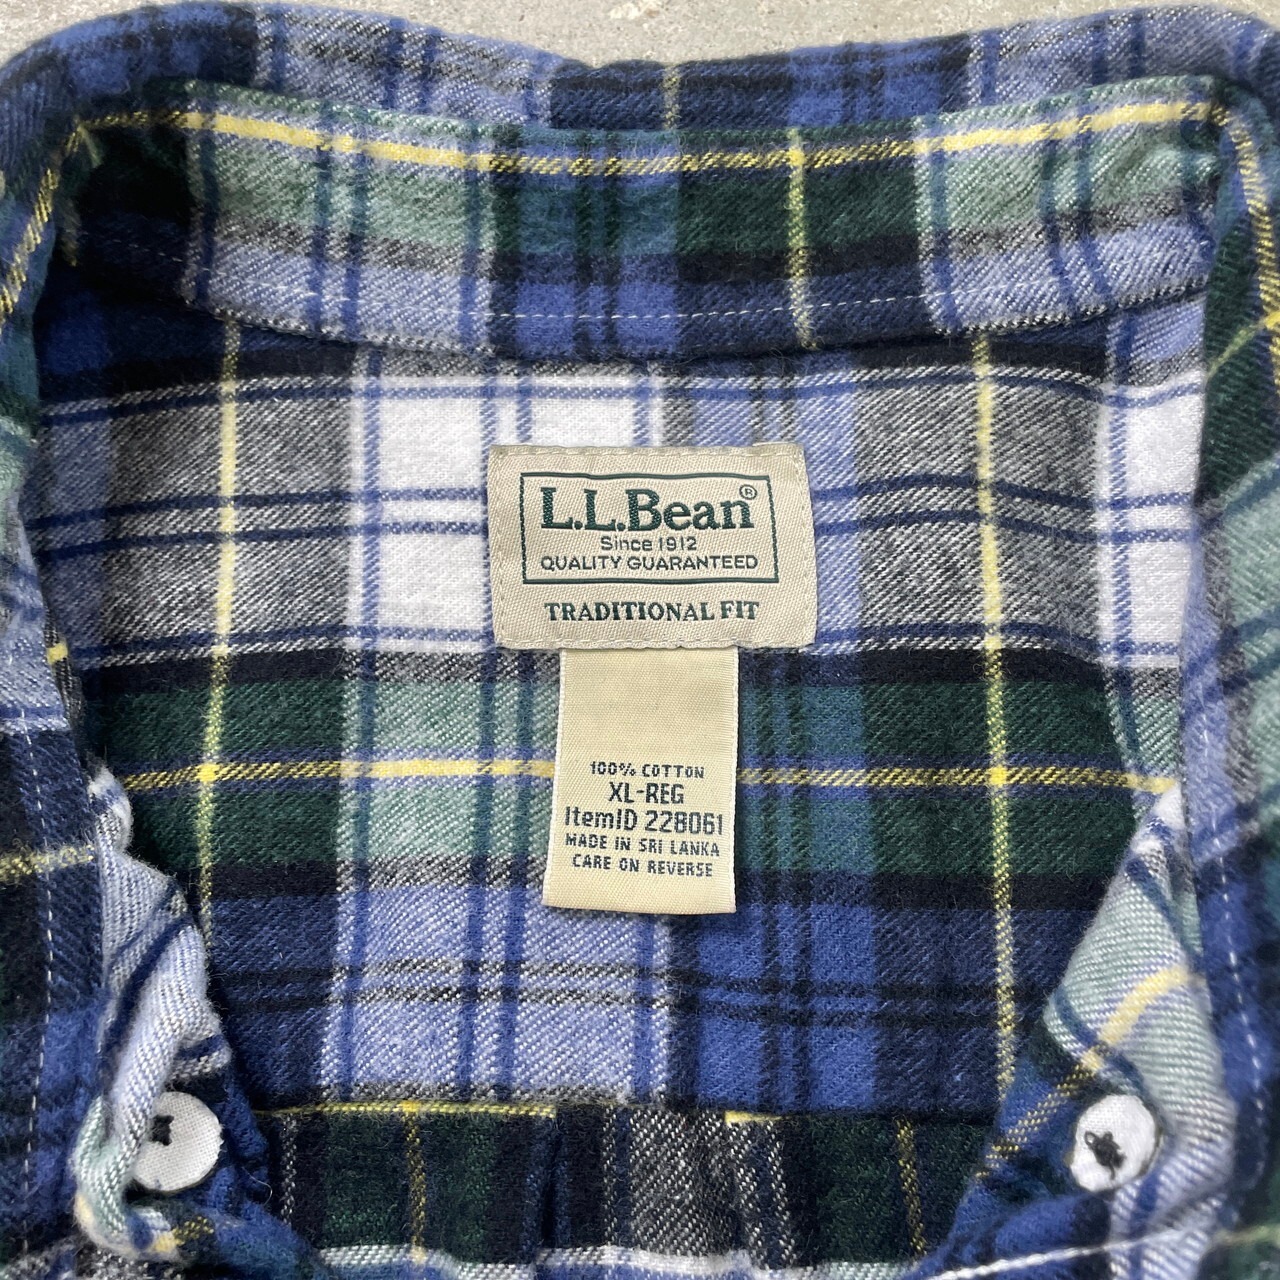 L.L.Bean®
Since 1912
QUALITY GUARANTEED
TRADITIONAL FIT
100% COTTON
XL-REG
ItemID 228061
MADE IN SRI LANKA
CARE ON REVERSE